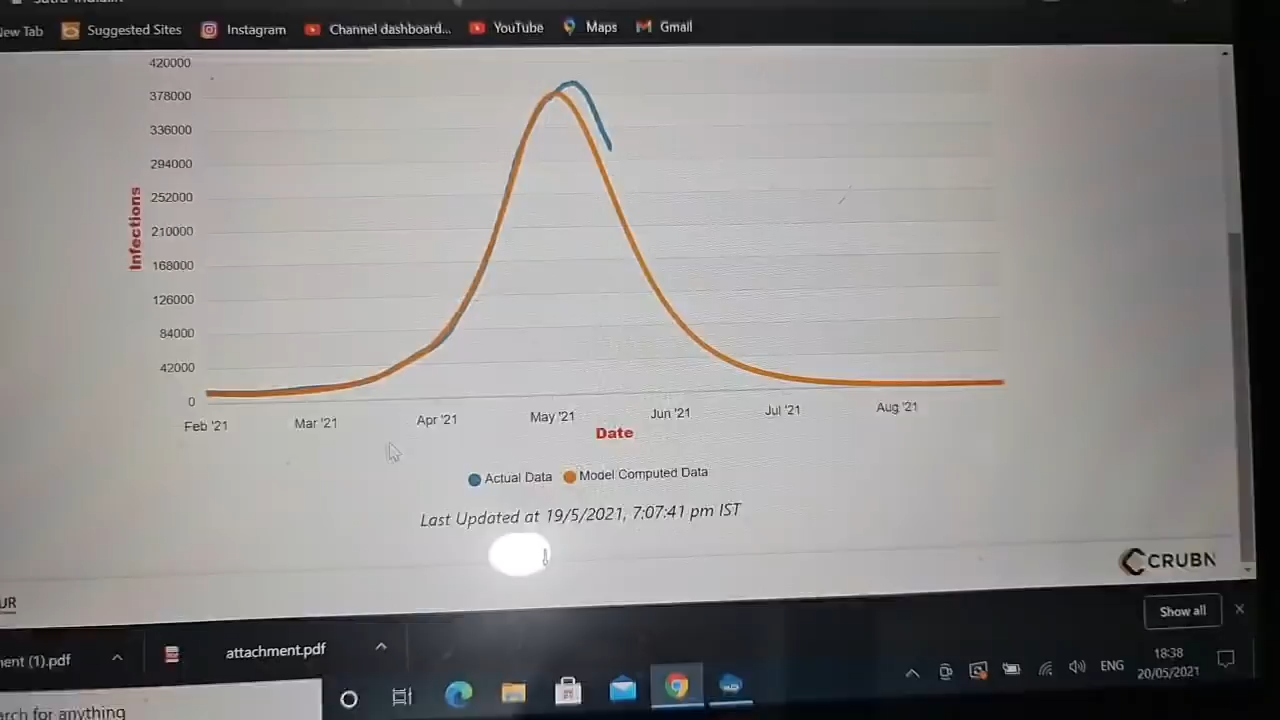 New Tab Suggested Sites Instagram Channel dashboard... YouTube Maps Gmail
420000
378000
336000
294000
252000
210000
168000
126000
84000
42000
0
Infections
Feb '21 Mar '21 Apr '21 May '21 Jun '21 Jul '21 Aug '21
Date
Actual Data Model Computed Data
Last Updated at 19/5/2021, 7:07:41 pm IST
CRUBN
UR
Show all
ent (1).pdf attachment.pdf
arch for anything
ENG
18:38
20/05/2021